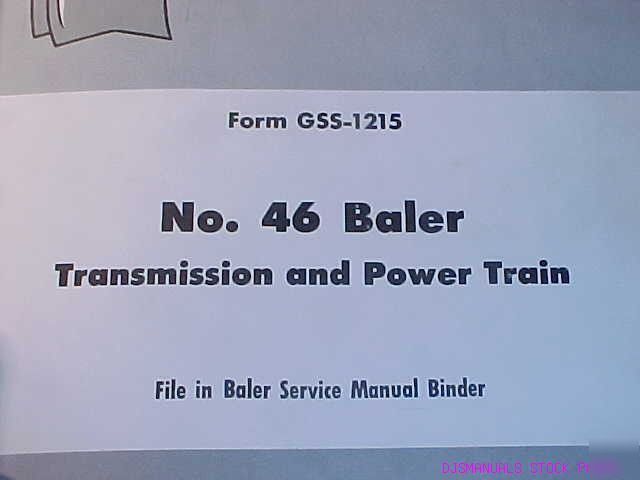 Form GSS-1215
No. 46 Baler
Transmission and Power Train
File in Baler Service Manual Binder
DJSMANUALS STOCK